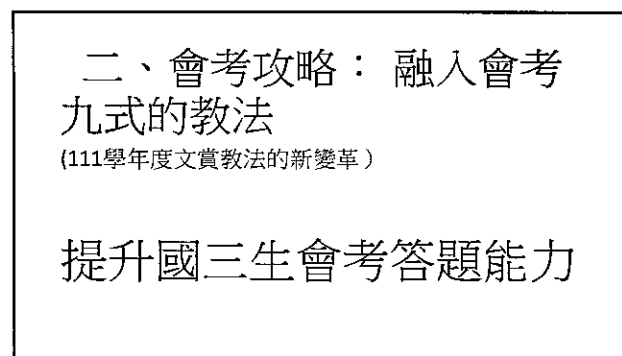 二、會考攻略： 融入會考
九式的教法
(111學年度文賞教法的新變革）
提升國三生會考答題能力